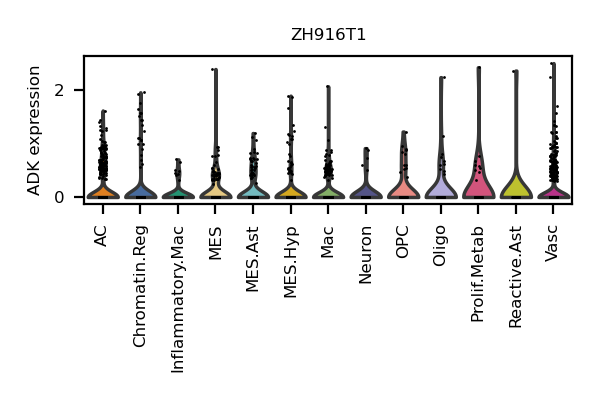 ZH916T1
ADK expression
2
0
AC
Chromatin.Reg
Inflammatory.Mac
MES
MES.Ast
MES.Hyp
Mac
Neuron
OPC
Oligo
Prolif.Metab
Reactive.Ast
Vasc